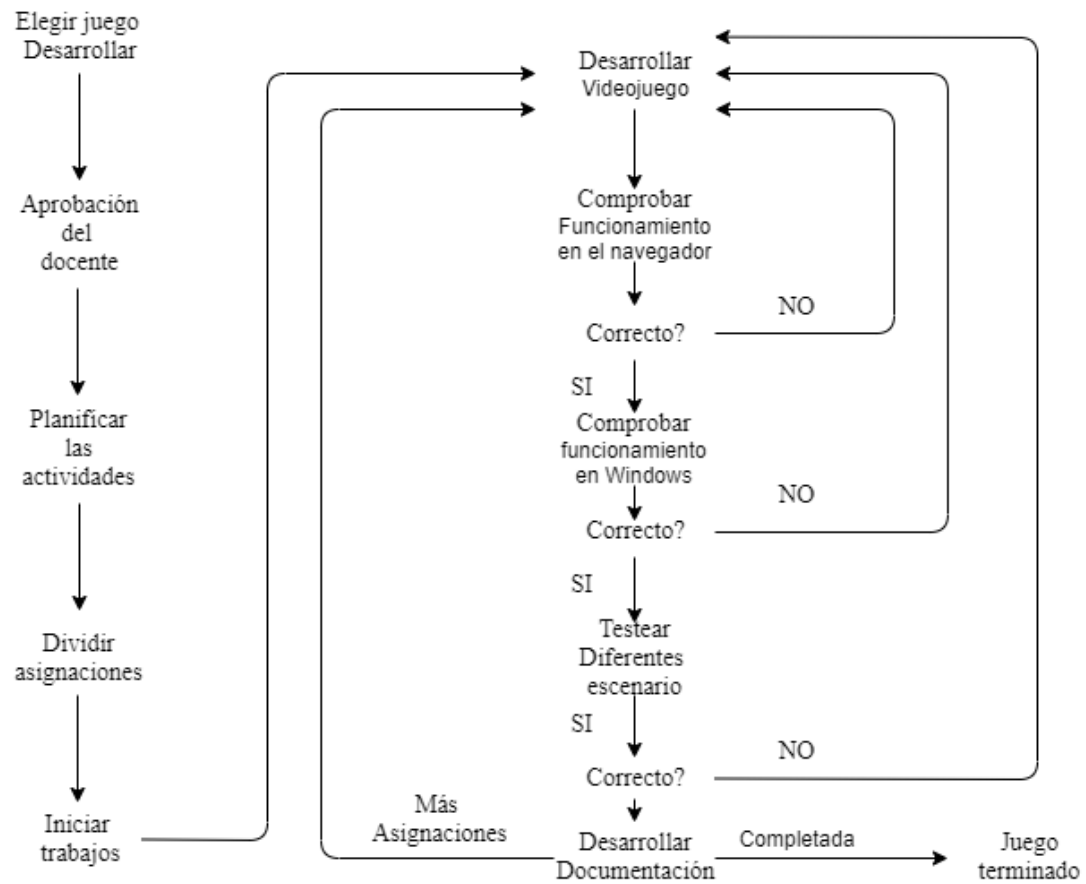 Elegir juego
Desarrollar
Aprobación
del
docente
Planificar
las
actividades
Dividir
asignaciones
Iniciar
trabajos
Desarrollar
Videojuego
Comprobar
Funcionamiento
en el navegador
Correcto?
NO
SI
Comprobar
funcionamiento
en Windows
Correcto?
NO
SI
Testear
Diferentes
escenario
SI
Correcto?
NO
Más
Asignaciones
Desarrollar
Documentación
Completada
Juego
terminado